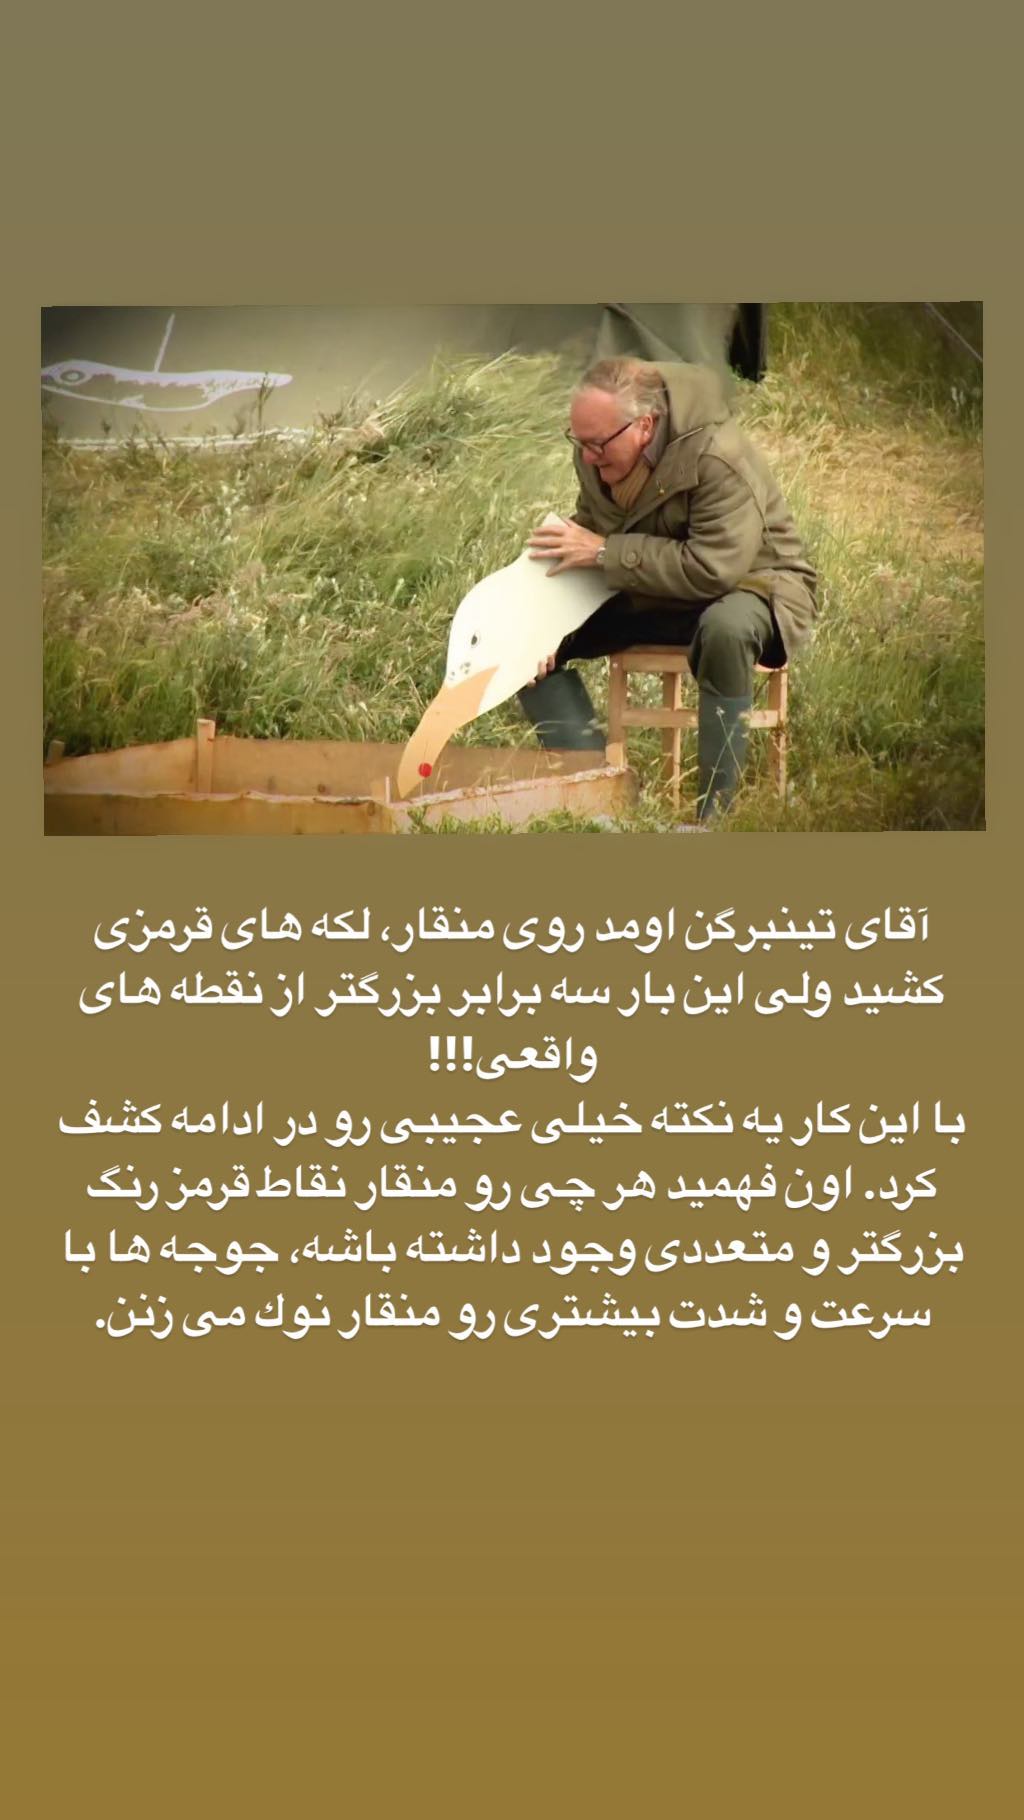 آقای تینبرگن اومد روی منقار، لکه های قرمزی
کشید ولی این بار سه برابر بزرگتر از نقطه های
واقعی!!!
با این کار یه نکته خیلی عجیبی رو در ادامه کشف
کرد. اون فهمید هر چی رو منقار نقاط قرمز رنگ
بزرگتر و متعددی وجود داشته باشه، جوجه ها با
سرعت و شدت بیشتری رو منقار نوك می زنن.